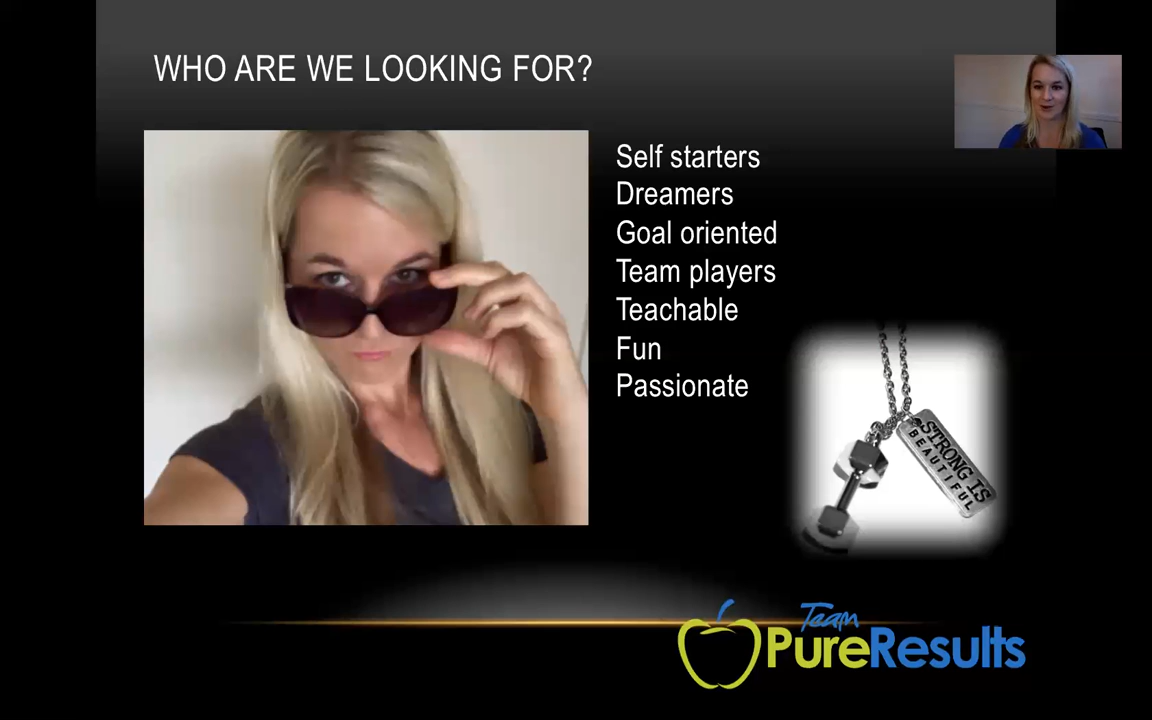 WHO ARE WE LOOKING FOR?
Self starters
Dreamers
Goal oriented
Team players
Teachable
Fun
Passionate
STRONG IS
BEAUTIFUL
Team
PureResults